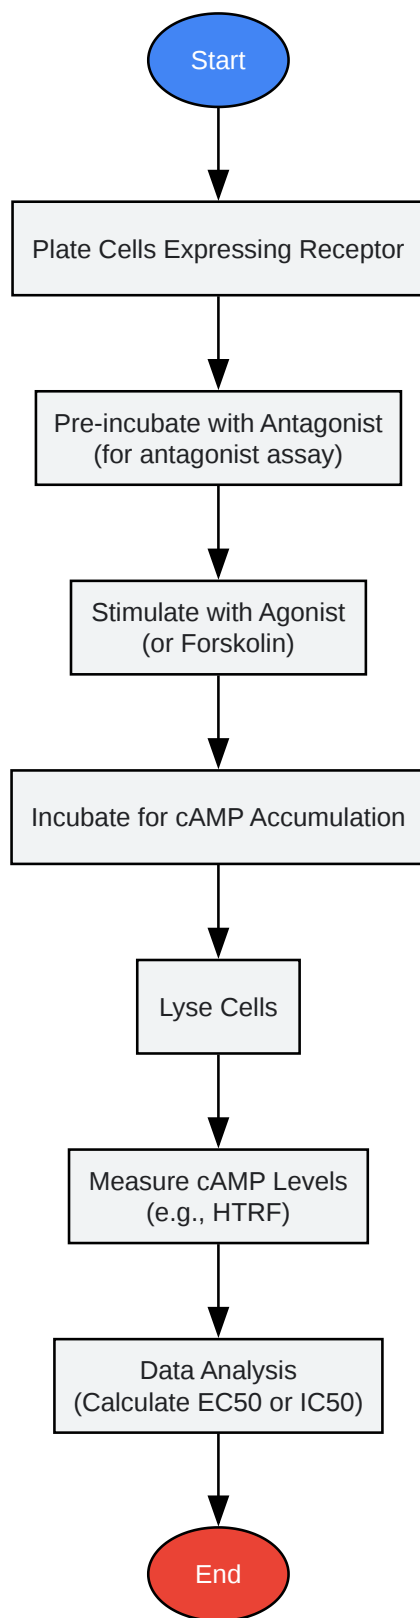 Start
Plate Cells Expressing Receptor
Pre-incubate with Antagonist
(for antagonist assay)
Stimulate with Agonist
(or Forskolin)
Incubate for cAMP Accumulation
Lyse Cells
Measure cAMP Levels
(e.g., HTRF)
Data Analysis
(Calculate EC50 or IC50)
End